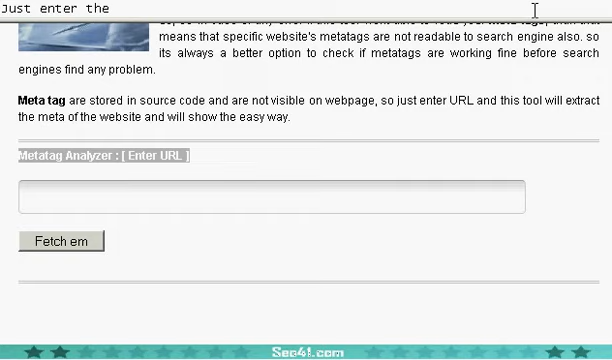 Just enter the
means that specific website's metatags are not readable to search engine also. so
its always a better option to check if metatags are working fine before search
engines find any problem.
Meta tag are stored in source code and are not visible on webpage, so just enter URL and this tool will extract
the meta of the website and will show the easy way.
Metatag Analyzer : [ Enter URL ]
Fetch em
Seo41.com